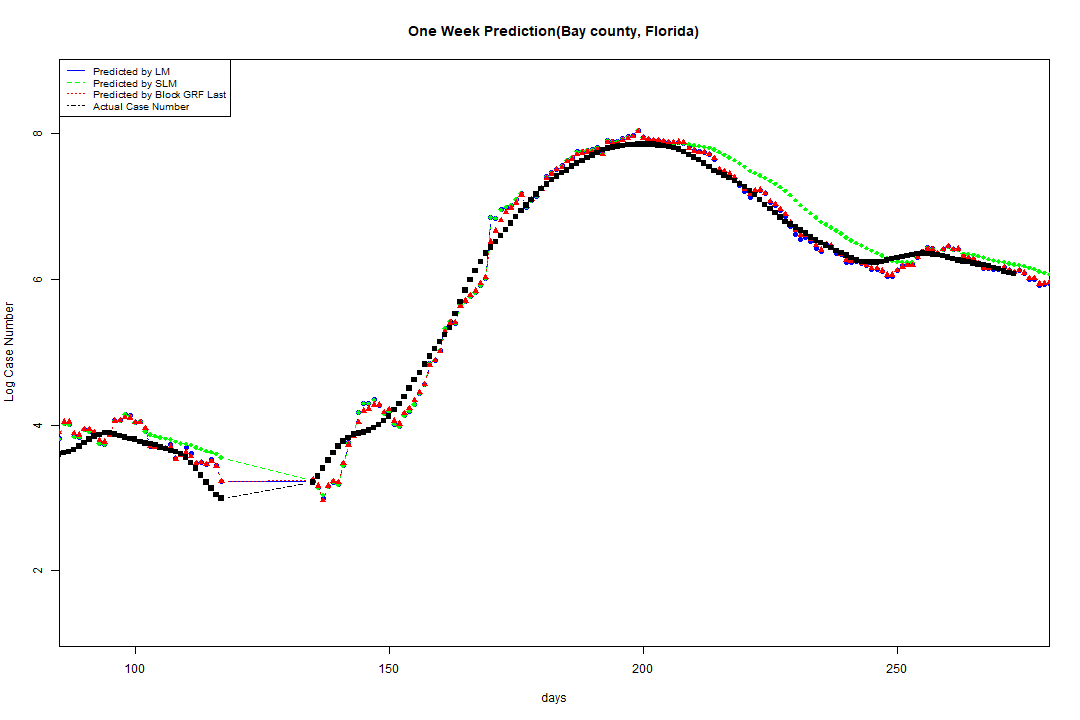 One Week Prediction(Bay county, Florida)
Predicted by LM
Predicted by SLM
Predicted by Block GRF Last
Actual Case Number
8
6
4
2
Log Case Number
100 150 200 250
days